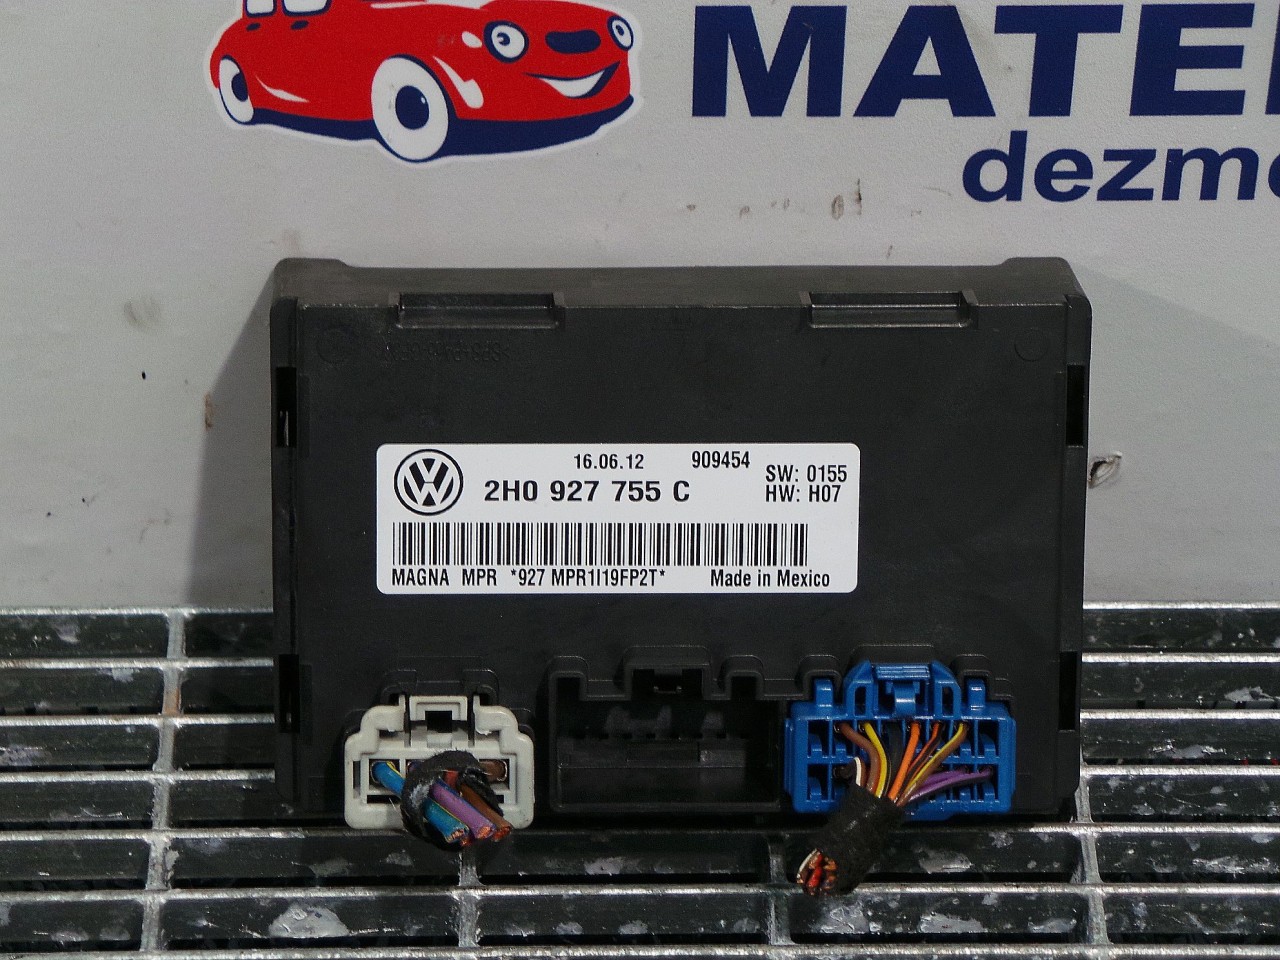 MATE
dezm
16.06.12 909454
SW: 0155
2H0 927 755 C
HW: H07
MAGNA MPR *927 MPR1I19FP2T* Made in Mexico